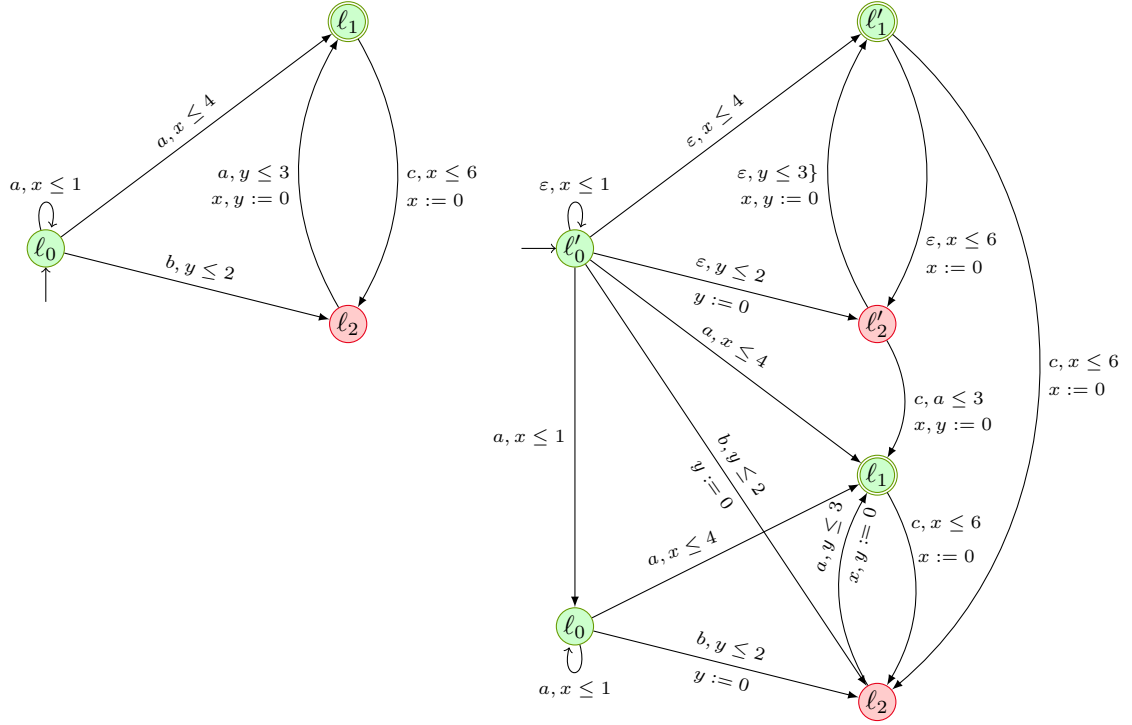 ℓ₁
a, x ≤ 4
a, x ≤ 1
a, y ≤ 3
x, y := 0
c, x ≤ 6
x := 0
ℓ₀
b, y ≤ 2
ℓ₂
ℓ′₁
ε, x ≤ 4
ε, x ≤ 1
ε, y ≤ 3}
x, y := 0
ε, x ≤ 6
x := 0
ℓ′₀
ε, y ≤ 2
y := 0
ℓ′₂
a, x ≤ 4
c, x ≤ 6
x := 0
c, a ≤ 3
x, y := 0
a, x ≤ 1
b, y ≤ 2
y := 0
ℓ₁
a, y ≤ 3
x, y := 0
c, x ≤ 6
x := 0
a, x ≤ 4
ℓ₀
b, y ≤ 2
y := 0
a, x ≤ 1
ℓ₂